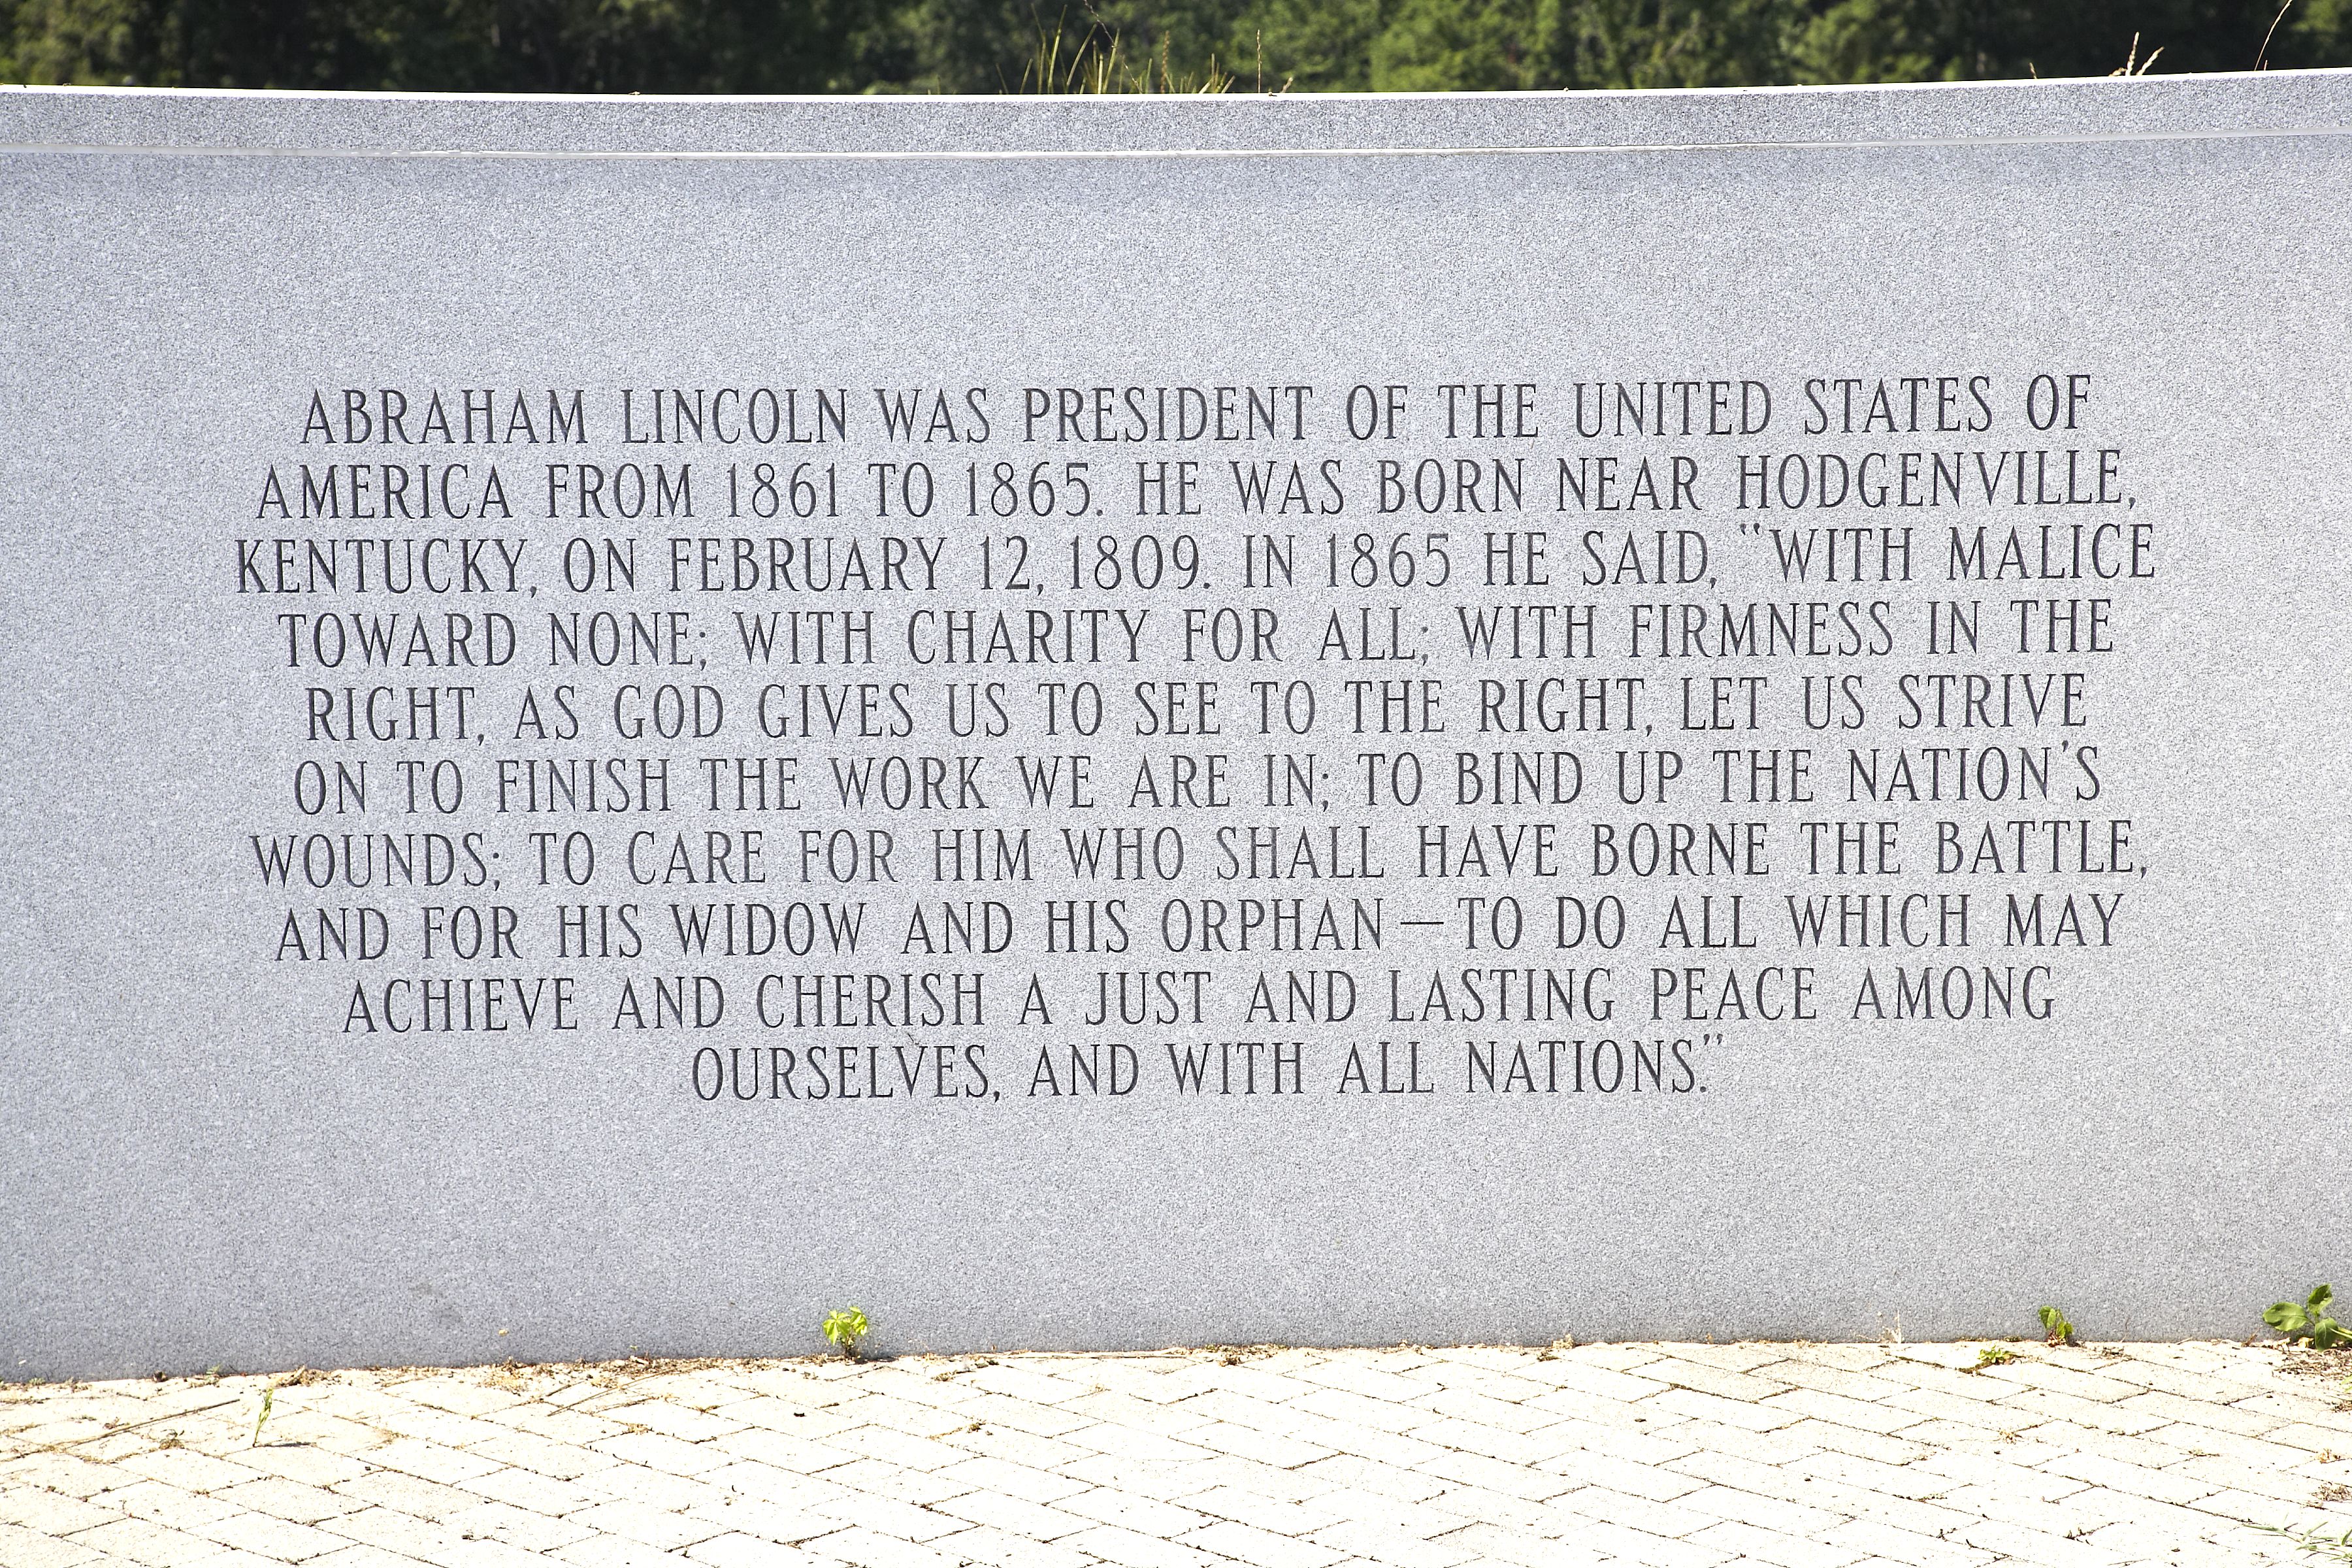 ABRAHAM LINCOLN WAS PRESIDENT OF THE UNITED STATES OF
AMERICA FROM 1861 TO 1865. HE WAS BORN NEAR HODGENVILLE,
KENTUCKY, ON FEBRUARY 12, 1809. IN 1865 HE SAID, “WITH MALICE
TOWARD NONE; WITH CHARITY FOR ALL; WITH FIRMNESS IN THE
RIGHT, AS GOD GIVES US TO SEE TO THE RIGHT, LET US STRIVE
ON TO FINISH THE WORK WE ARE IN; TO BIND UP THE NATION'S
WOUNDS; TO CARE FOR HIM WHO SHALL HAVE BORNE THE BATTLE,
AND FOR HIS WIDOW AND HIS ORPHAN—TO DO ALL WHICH MAY
ACHIEVE AND CHERISH A JUST AND LASTING PEACE AMONG
OURSELVES, AND WITH ALL NATIONS.”